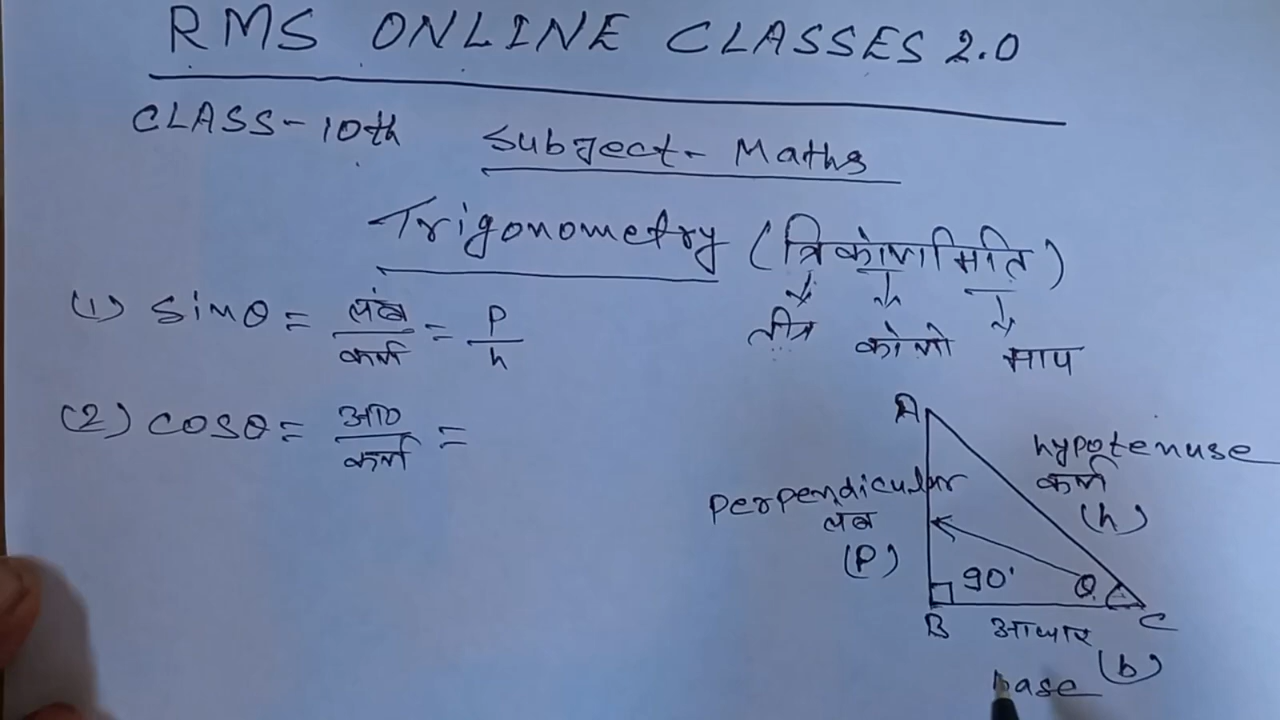 RMS ONLINE CLASSES 2.0
CLASS-10th Subject- Maths
Trigonometry (त्रिकोणमिति)
तीन कोणो माप
(1) sinθ = लंब/कर्ण = P/h
(2) cosθ = आ०/कर्ण =
A
hypotenuse
कर्ण
(h)
Perpendicular
लंब
(P)
90°
θ
B
आधार
C
(b)
base